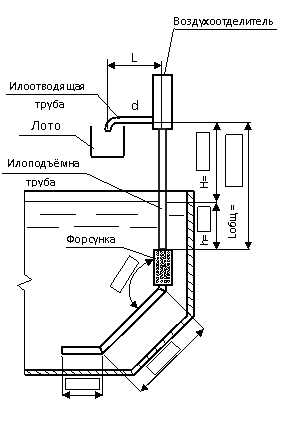 Воздухоотделитель
L
Илоотводящая
труба
d
Лото
Илоподъёмна
труба
Форсунка
H=
h=
Lобщ =